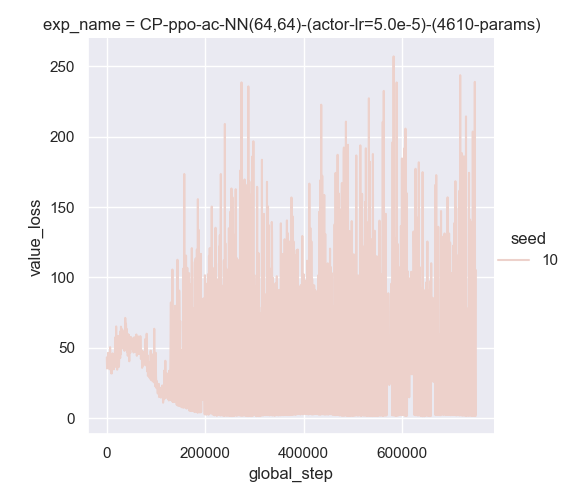 exp_name = CP-ppo-ac-NN(64,64)-(actor-lr=5.0e-5)-(4610-params)
250
200
150
100
50
0
value_loss
seed
10
0
200000
400000
600000
global_step